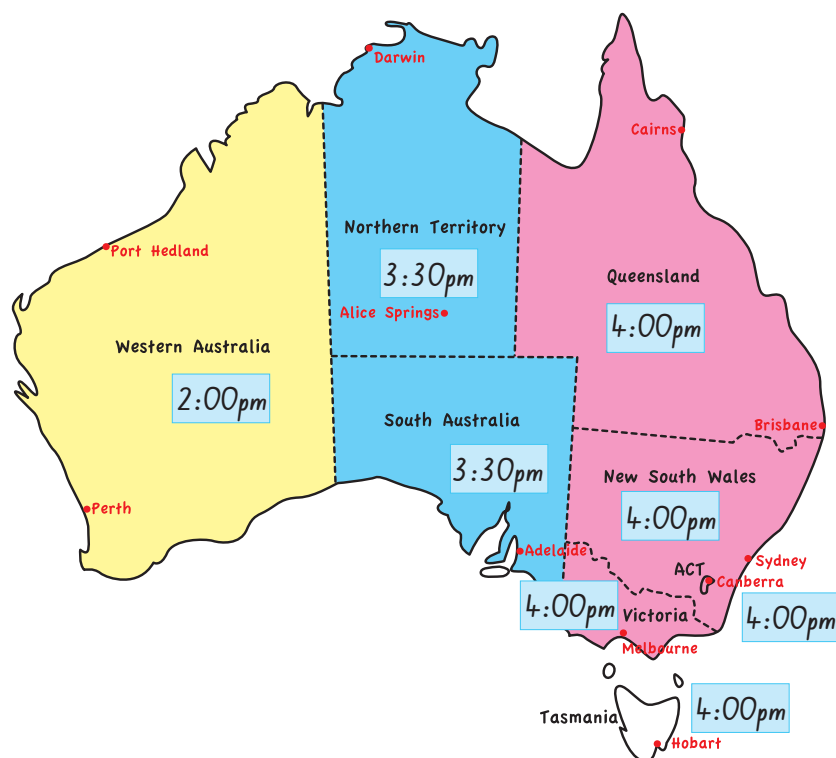 Darwin
Cairns
Northern Territory
Port Hedland
3:30pm
Queensland
Alice Springs
4:00pm
Western Australia
2:00pm
South Australia
Brisbane
3:30pm
New South Wales
4:00pm
Perth
Adelaide
Sydney
ACT
Canberra
4:00pm
Victoria
4:00pm
Melbourne
4:00pm
Tasmania
Hobart